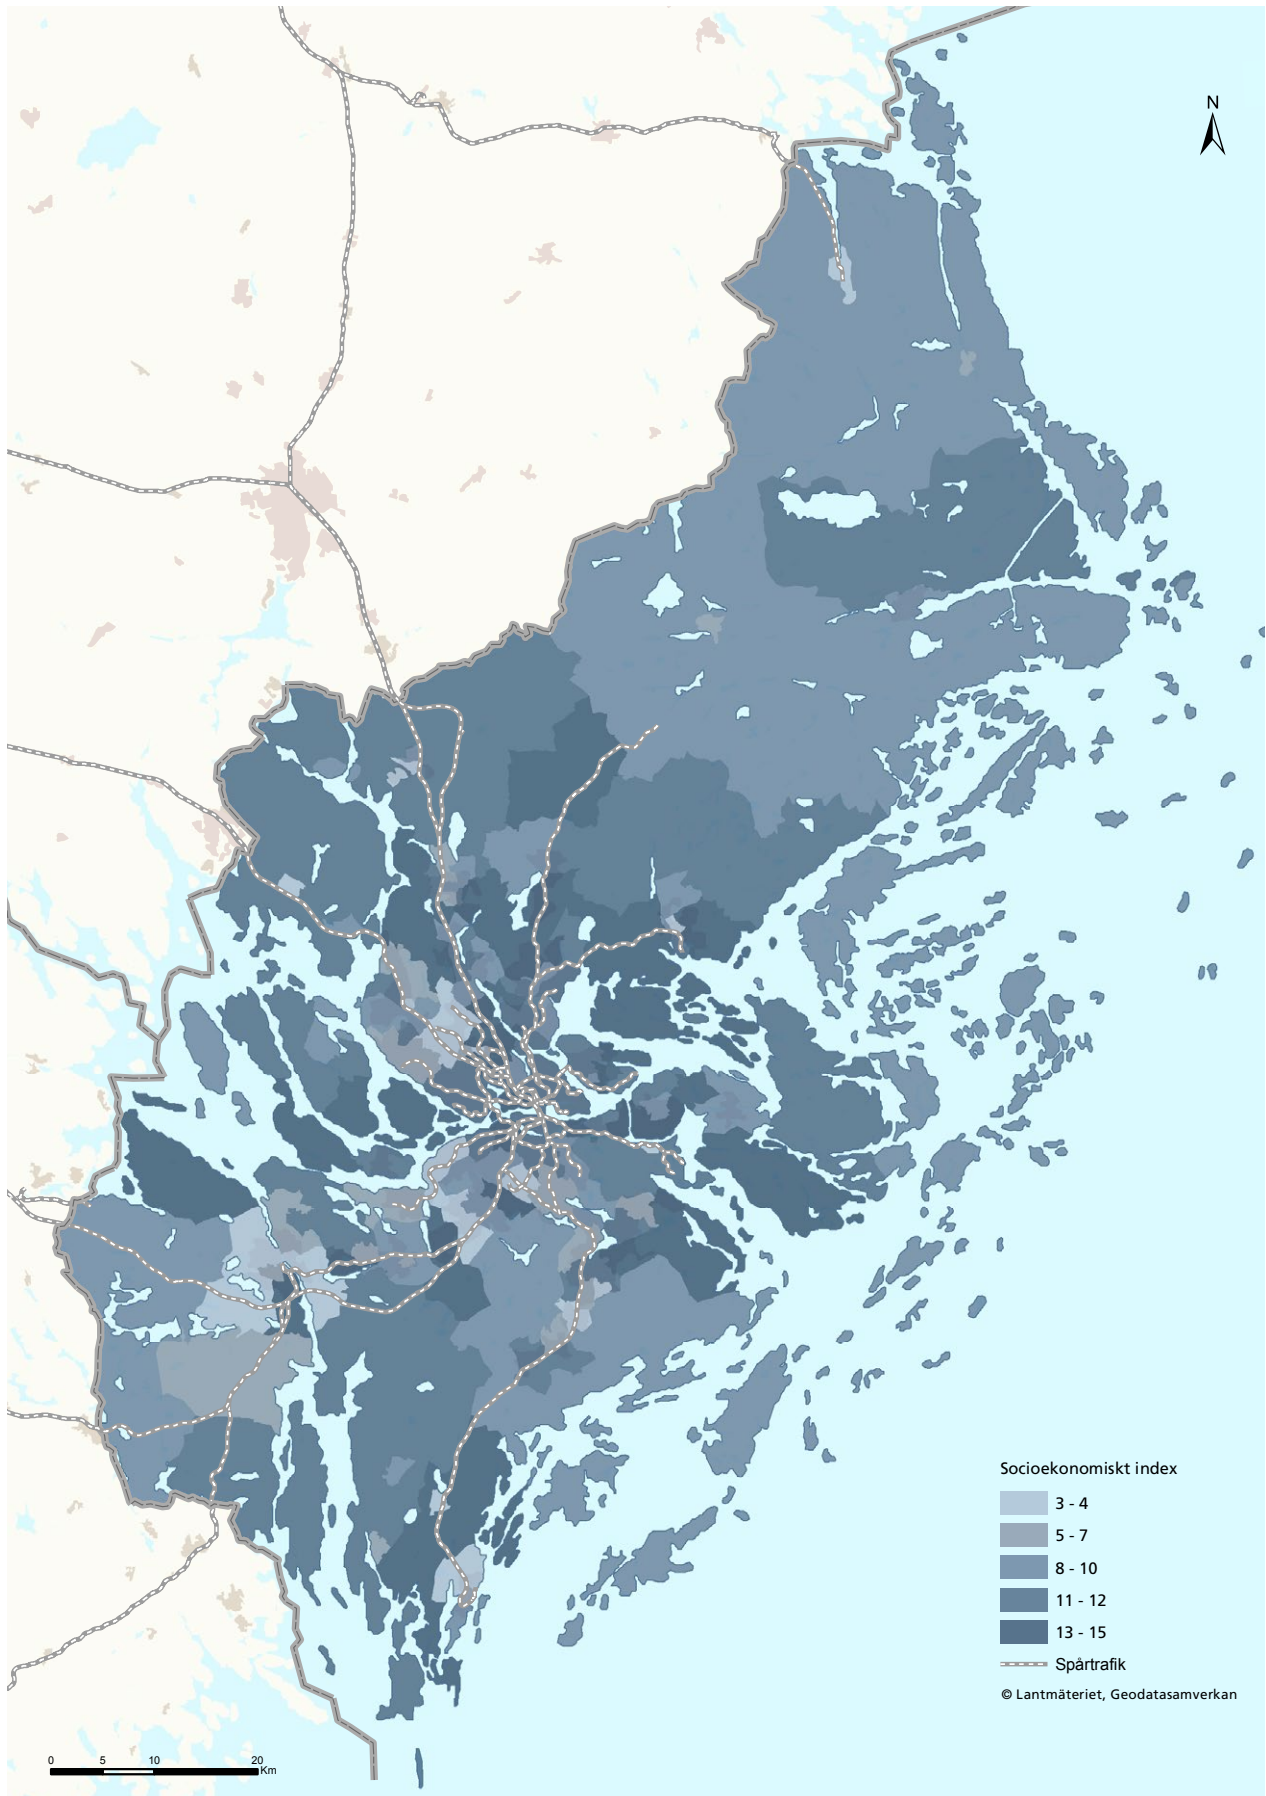 N
Socioekonomiskt index
3 - 4
5 - 7
8 - 10
11 - 12
13 - 15
Spårtrafik
© Lantmäteriet, Geodatasamverkan
0 5 10 20
Km